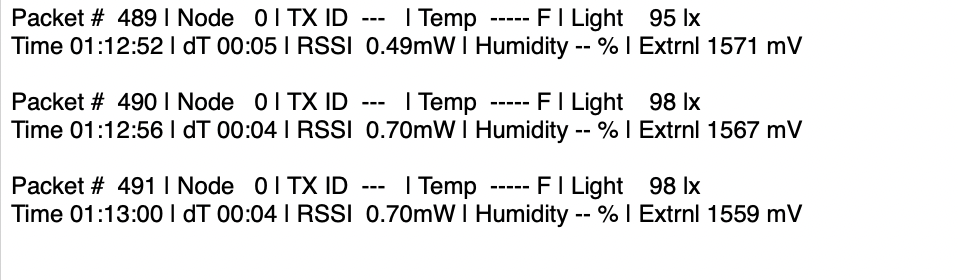 Packet #  489 | Node   0 | TX ID  ---   | Temp  ----- F | Light    95 lx
Time 01:12:52 | dT 00:05 | RSSI  0.49mW | Humidity -- % | Extrnl 1571 mV
Packet #  490 | Node   0 | TX ID  ---   | Temp  ----- F | Light    98 lx
Time 01:12:56 | dT 00:04 | RSSI  0.70mW | Humidity -- % | Extrnl 1567 mV
Packet #  491 | Node   0 | TX ID  ---   | Temp  ----- F | Light    98 lx
Time 01:13:00 | dT 00:04 | RSSI  0.70mW | Humidity -- % | Extrnl 1559 mV